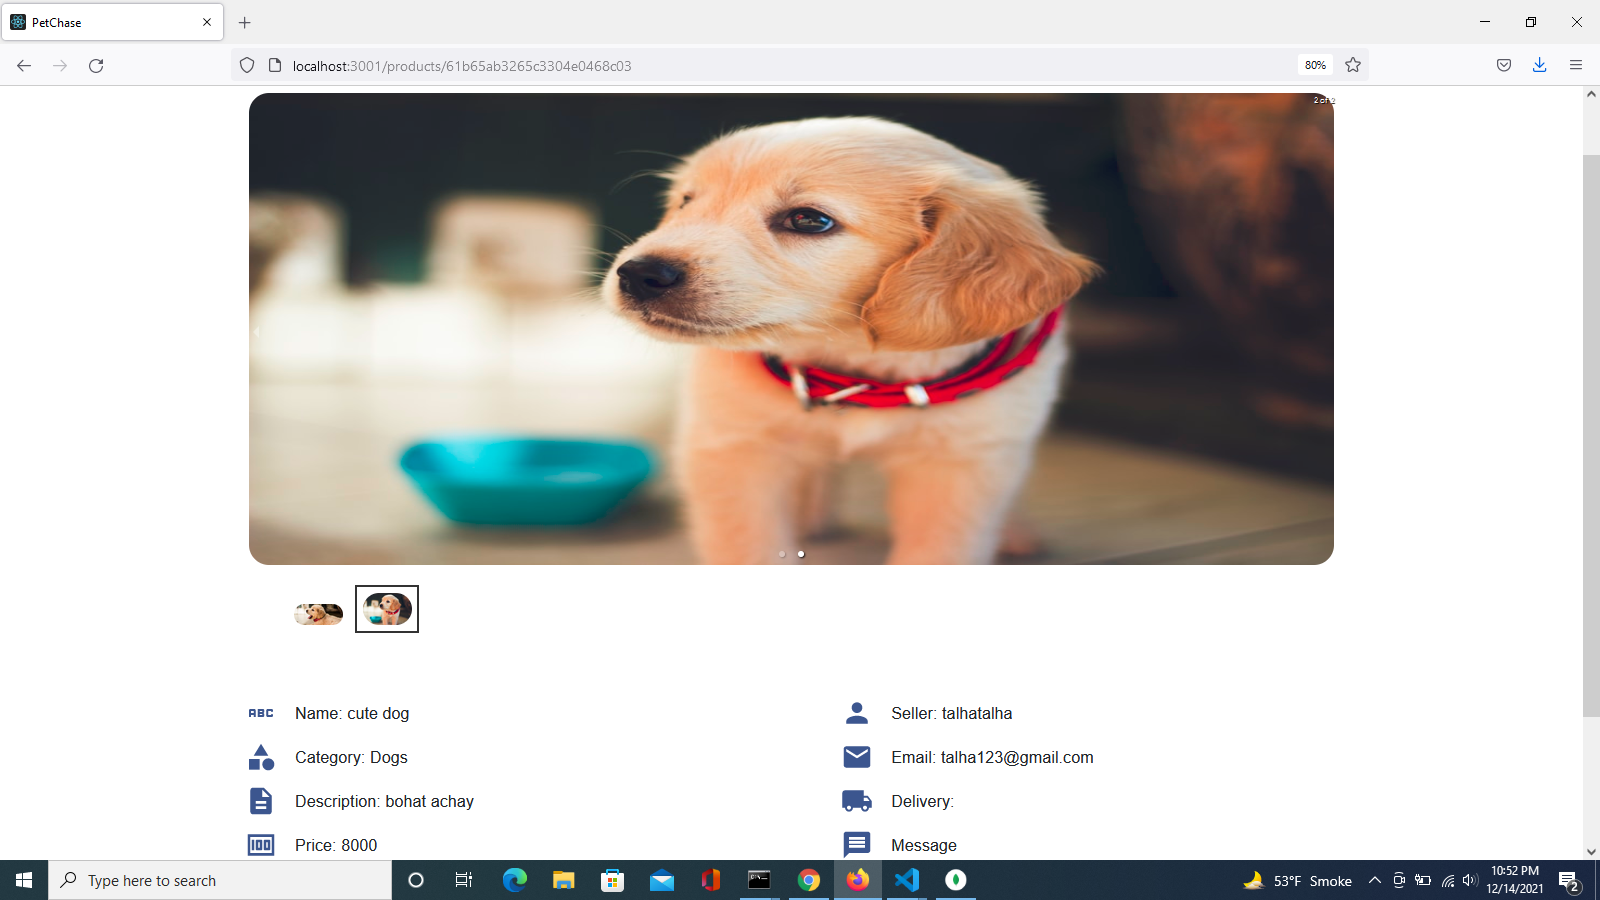 PetChase
localhost:3001/products/61b65ab3265c3304e0468c03
80%
2 of 2
ABC Name: cute dog
Seller: talhatalha
Category: Dogs
Email: talha123@gmail.com
Description: bohat achay
Delivery:
100 Price: 8000
Message
Type here to search
53°F Smoke
10:52 PM
12/14/2021
2